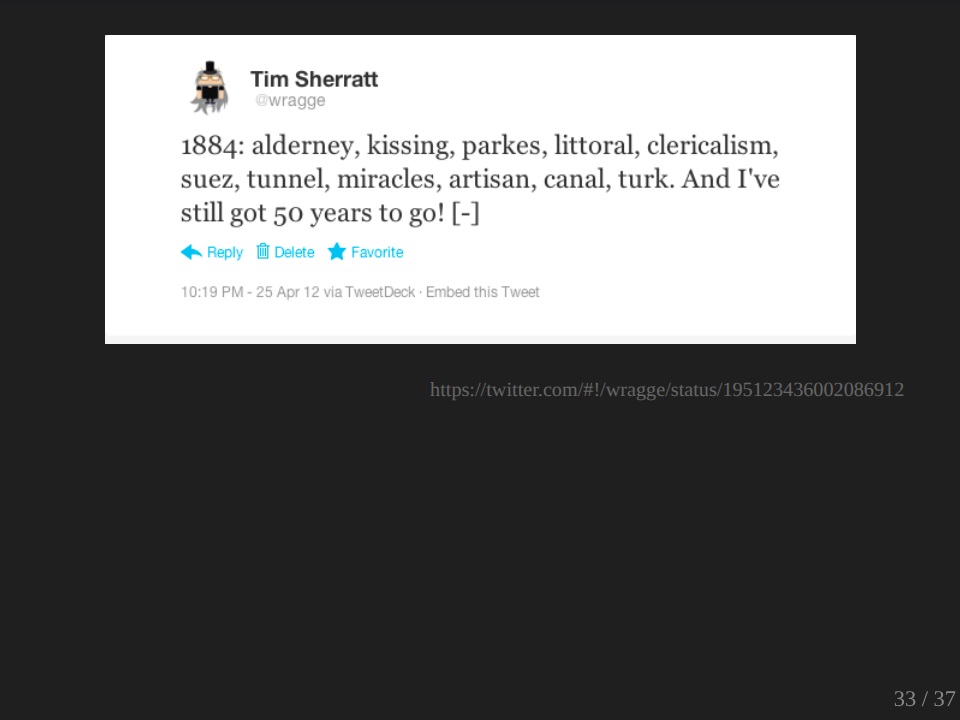 Tim Sherratt
@wragge
1884: alderney, kissing, parkes, littoral, clericalism,
suez, tunnel, miracles, artisan, canal, turk. And I've
still got 50 years to go! [-]
Reply Delete Favorite
10:19 PM - 25 Apr 12 via TweetDeck · Embed this Tweet
https://twitter.com/#!/wragge/status/195123436002086912
33 / 37